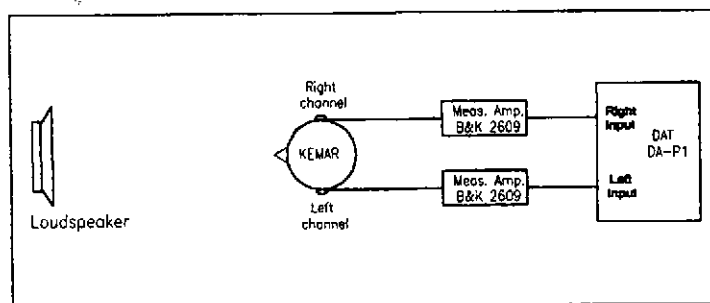 Right
channel
KEMAR
Left
channel
Loudspeaker
Meas. Amp.
B&K 2609
Meas. Amp.
B&K 2609
Right
Input
DAT
DA-P1
Left
Input